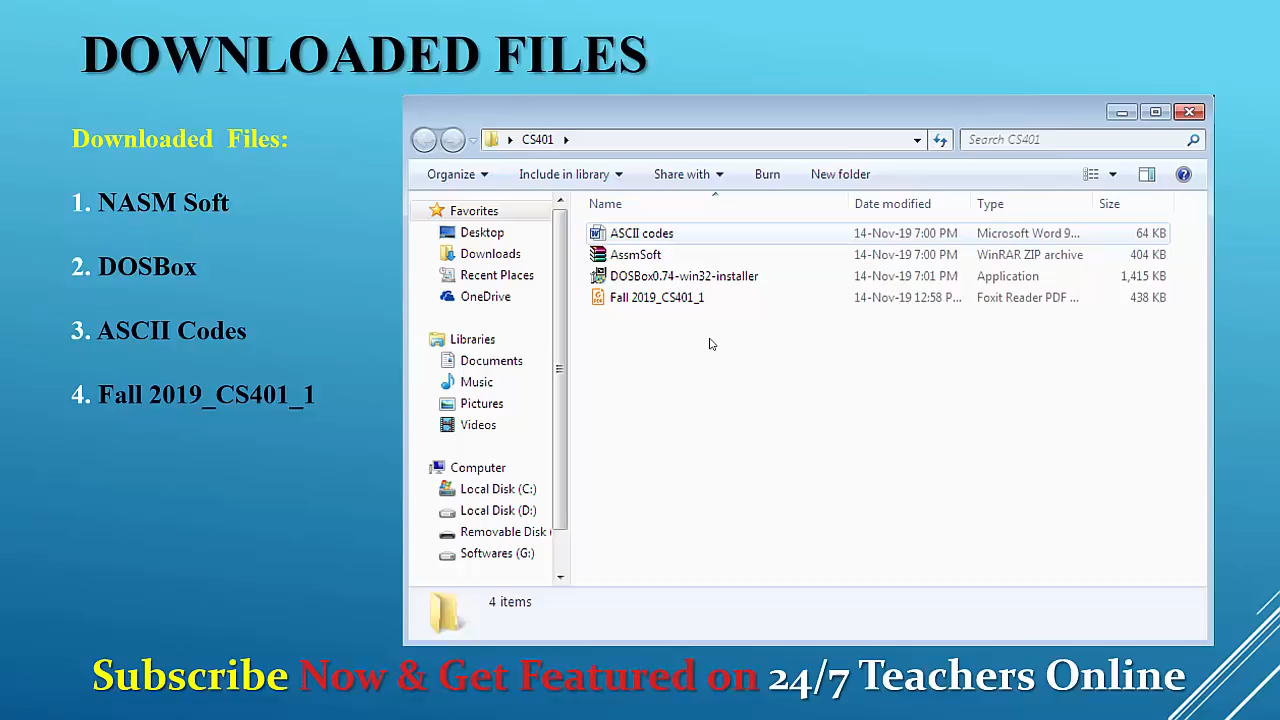 DOWNLOADED FILES
Downloaded Files:
1. NASM Soft
2. DOSBox
3. ASCII Codes
4. Fall 2019_CS401_1
CS401
Search CS401
Organize Include in library Share with Burn New folder
Favorites
Desktop
Downloads
Recent Places
OneDrive
Libraries
Documents
Music
Pictures
Videos
Computer
Local Disk (C:)
Local Disk (D:)
Removable Disk (
Softwares (G:)
Name Date modified Type Size
ASCII codes 14-Nov-19 7:00 PM Microsoft Word 9... 64 KB
AssmSoft 14-Nov-19 7:00 PM WinRAR ZIP archive 404 KB
DOSBox0.74-win32-installer 14-Nov-19 7:01 PM Application 1,415 KB
Fall 2019_CS401_1 14-Nov-19 12:58 P... Foxit Reader PDF ... 438 KB
4 items
Subscribe Now & Get Featured on 24/7 Teachers Online